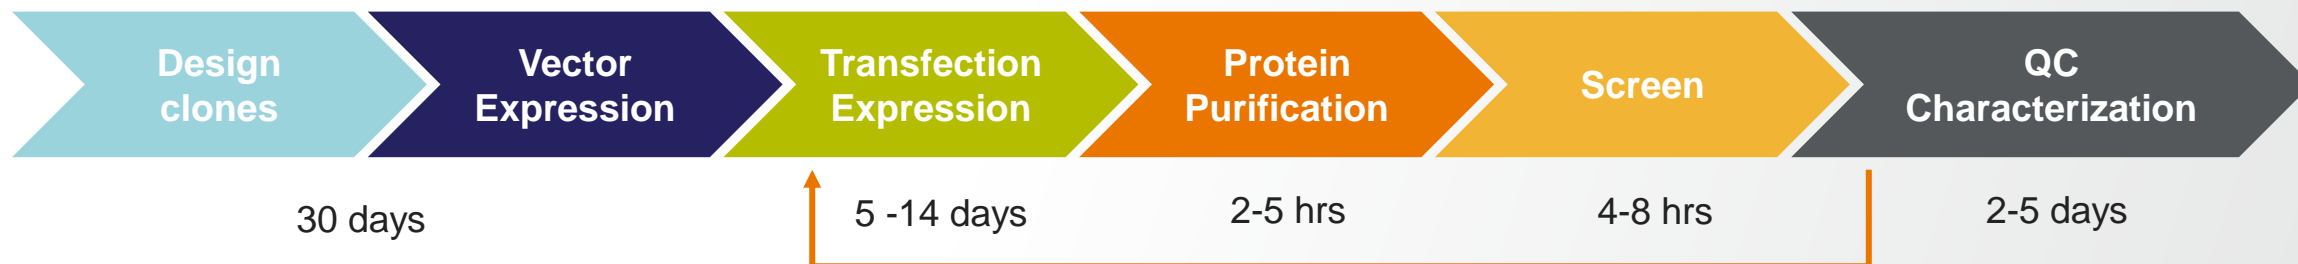 Design
clones
Vector
Expression
Transfection
Expression
Protein
Purification
Screen
QC
Characterization
30 days
5 -14 days
2-5 hrs
4-8 hrs
2-5 days